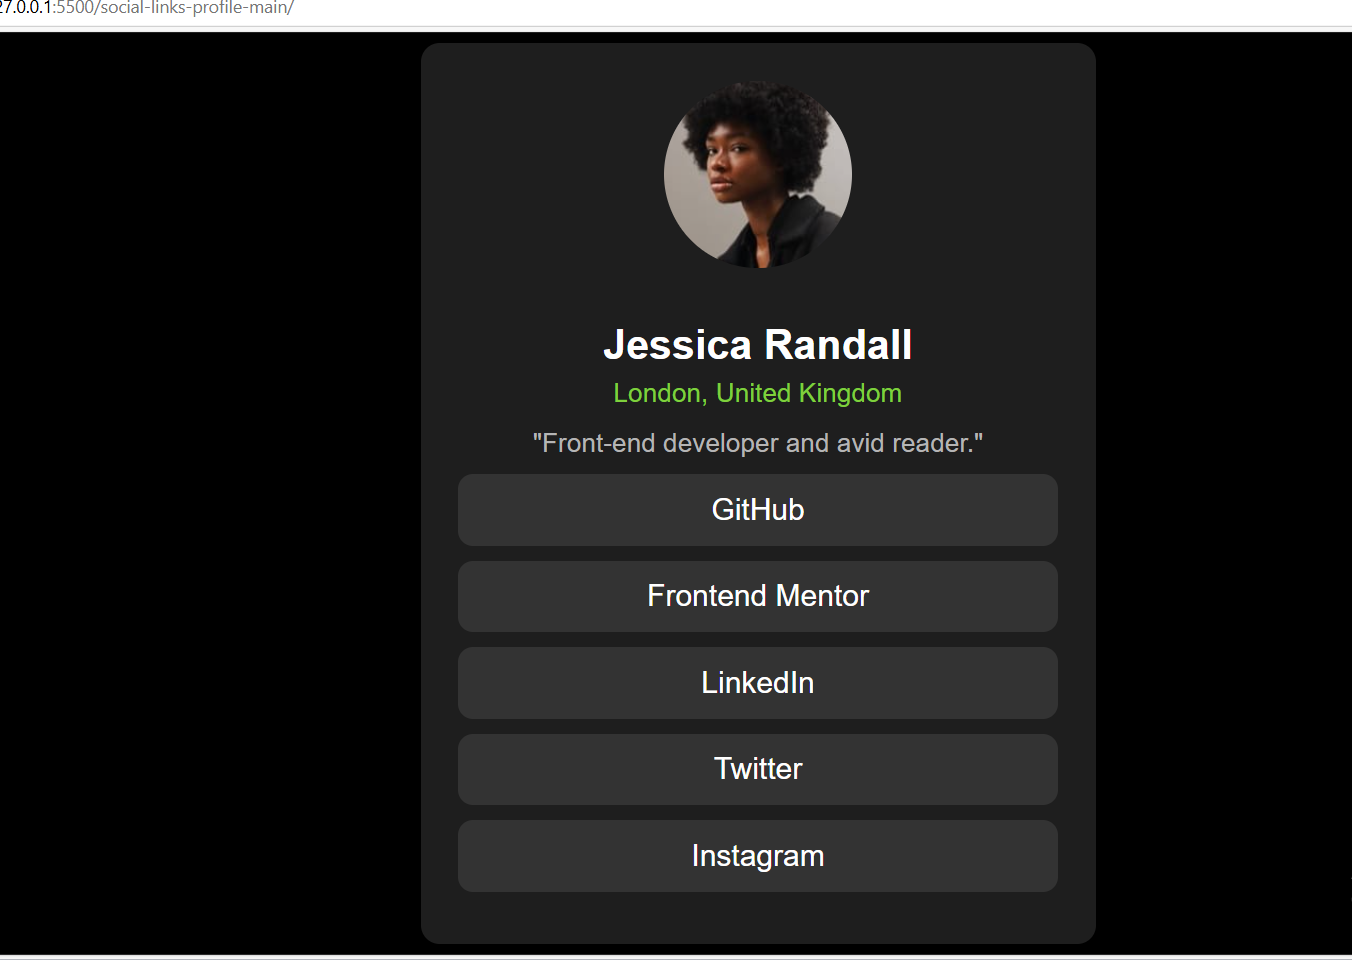 27.0.0.1:5500/social-links-profile-main/
Jessica Randall
London, United Kingdom
"Front-end developer and avid reader."
GitHub
Frontend Mentor
LinkedIn
Twitter
Instagram